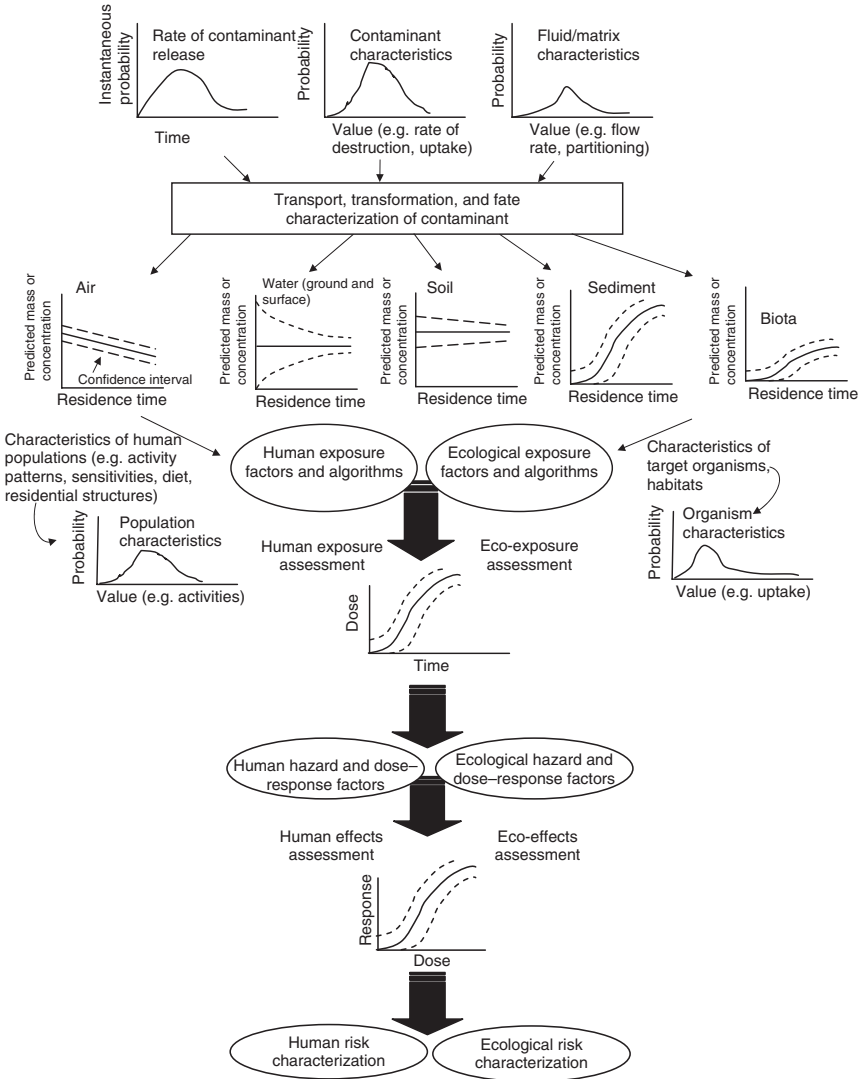 Instantaneous
probability
Rate of contaminant
release
Time
Probability
Contaminant
characteristics
Value (e.g. rate of
destruction, uptake)
Probability
Fluid/matrix
characteristics
Value (e.g. flow
rate, partitioning)
Transport, transformation, and fate
characterization of contaminant
Predicted mass or
concentration
Air
Confidence interval
Residence time
Predicted mass or
concentration
Water (ground and
surface)
Residence time
Predicted mass or
concentration
Soil
Residence time
Predicted mass or
concentration
Sediment
Residence time
Predicted mass or
concentration
Biota
Residence time
Characteristics of human
populations (e.g. activity
patterns, sensitivities, diet,
residential structures)
Human exposure
factors and algorithms
Ecological exposure
factors and algorithms
Characteristics of
target organisms,
habitats
Probability
Population
characteristics
Value (e.g. activities)
Human exposure
assessment
Eco-exposure
assessment
Probability
Organism
characteristics
Value (e.g. uptake)
Dose
Time
Human hazard and dose–
response factors
Ecological hazard and
dose–response factors
Human effects
assessment
Eco-effects
assessment
Response
Dose
Human risk
characterization
Ecological risk
characterization